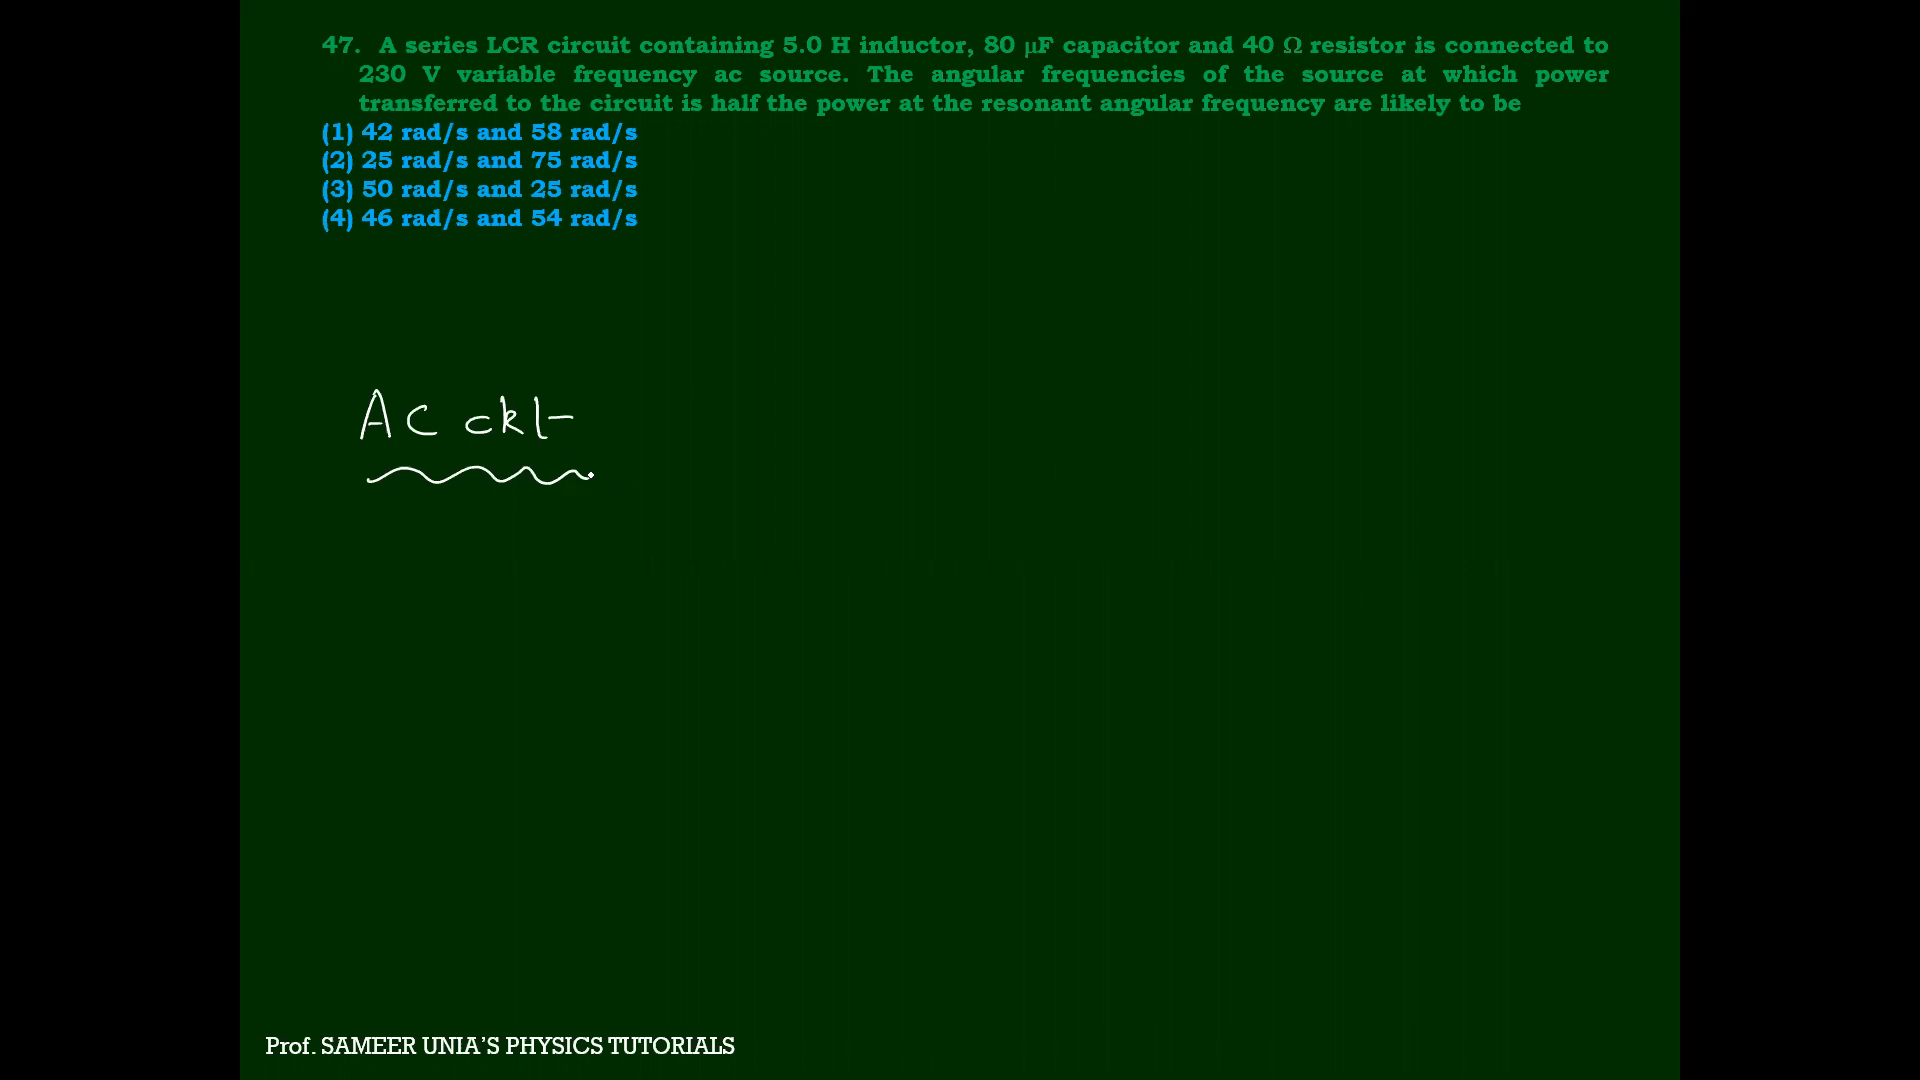 47. A series LCR circuit containing 5.0 H inductor, 80 µF capacitor and 40 Ω resistor is connected to
230 V variable frequency ac source. The angular frequencies of the source at which power
transferred to the circuit is half the power at the resonant angular frequency are likely to be
(1) 42 rad/s and 58 rad/s
(2) 25 rad/s and 75 rad/s
(3) 50 rad/s and 25 rad/s
(4) 46 rad/s and 54 rad/s
AC ckt
Prof. SAMEER UNIA'S PHYSICS TUTORIALS